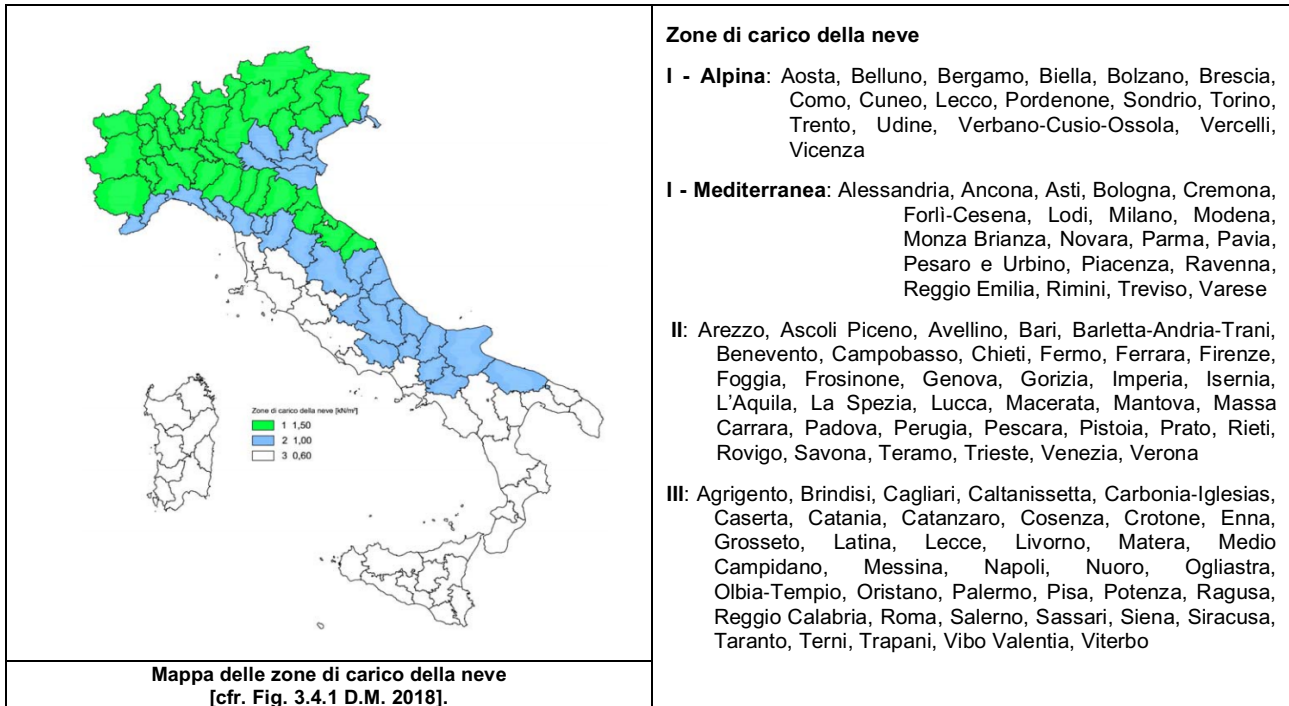 Zone di carico della neve [kN/m²]
1 1,50
2 1,00
3 0,60
Mappa delle zone di carico della neve
[cfr. Fig. 3.4.1 D.M. 2018].
Zone di carico della neve
I - Alpina: Aosta, Belluno, Bergamo, Biella, Bolzano, Brescia,
Como, Cuneo, Lecco, Pordenone, Sondrio, Torino,
Trento, Udine, Verbano-Cusio-Ossola, Vercelli,
Vicenza
I - Mediterranea: Alessandria, Ancona, Asti, Bologna, Cremona,
Forlì-Cesena, Lodi, Milano, Modena,
Monza Brianza, Novara, Parma, Pavia,
Pesaro e Urbino, Piacenza, Ravenna,
Reggio Emilia, Rimini, Treviso, Varese
II: Arezzo, Ascoli Piceno, Avellino, Bari, Barletta-Andria-Trani,
Benevento, Campobasso, Chieti, Fermo, Ferrara, Firenze,
Foggia, Frosinone, Genova, Gorizia, Imperia, Isernia,
L'Aquila, La Spezia, Lucca, Macerata, Mantova, Massa
Carrara, Padova, Perugia, Pescara, Pistoia, Prato, Rieti,
Rovigo, Savona, Teramo, Trieste, Venezia, Verona
III: Agrigento, Brindisi, Cagliari, Caltanissetta, Carbonia-Iglesias,
Caserta, Catania, Catanzaro, Cosenza, Crotone, Enna,
Grosseto, Latina, Lecce, Livorno, Matera, Medio
Campidano, Messina, Napoli, Nuoro, Ogliastra,
Olbia-Tempio, Oristano, Palermo, Pisa, Potenza, Ragusa,
Reggio Calabria, Roma, Salerno, Sassari, Siena, Siracusa,
Taranto, Terni, Trapani, Vibo Valentia, Viterbo